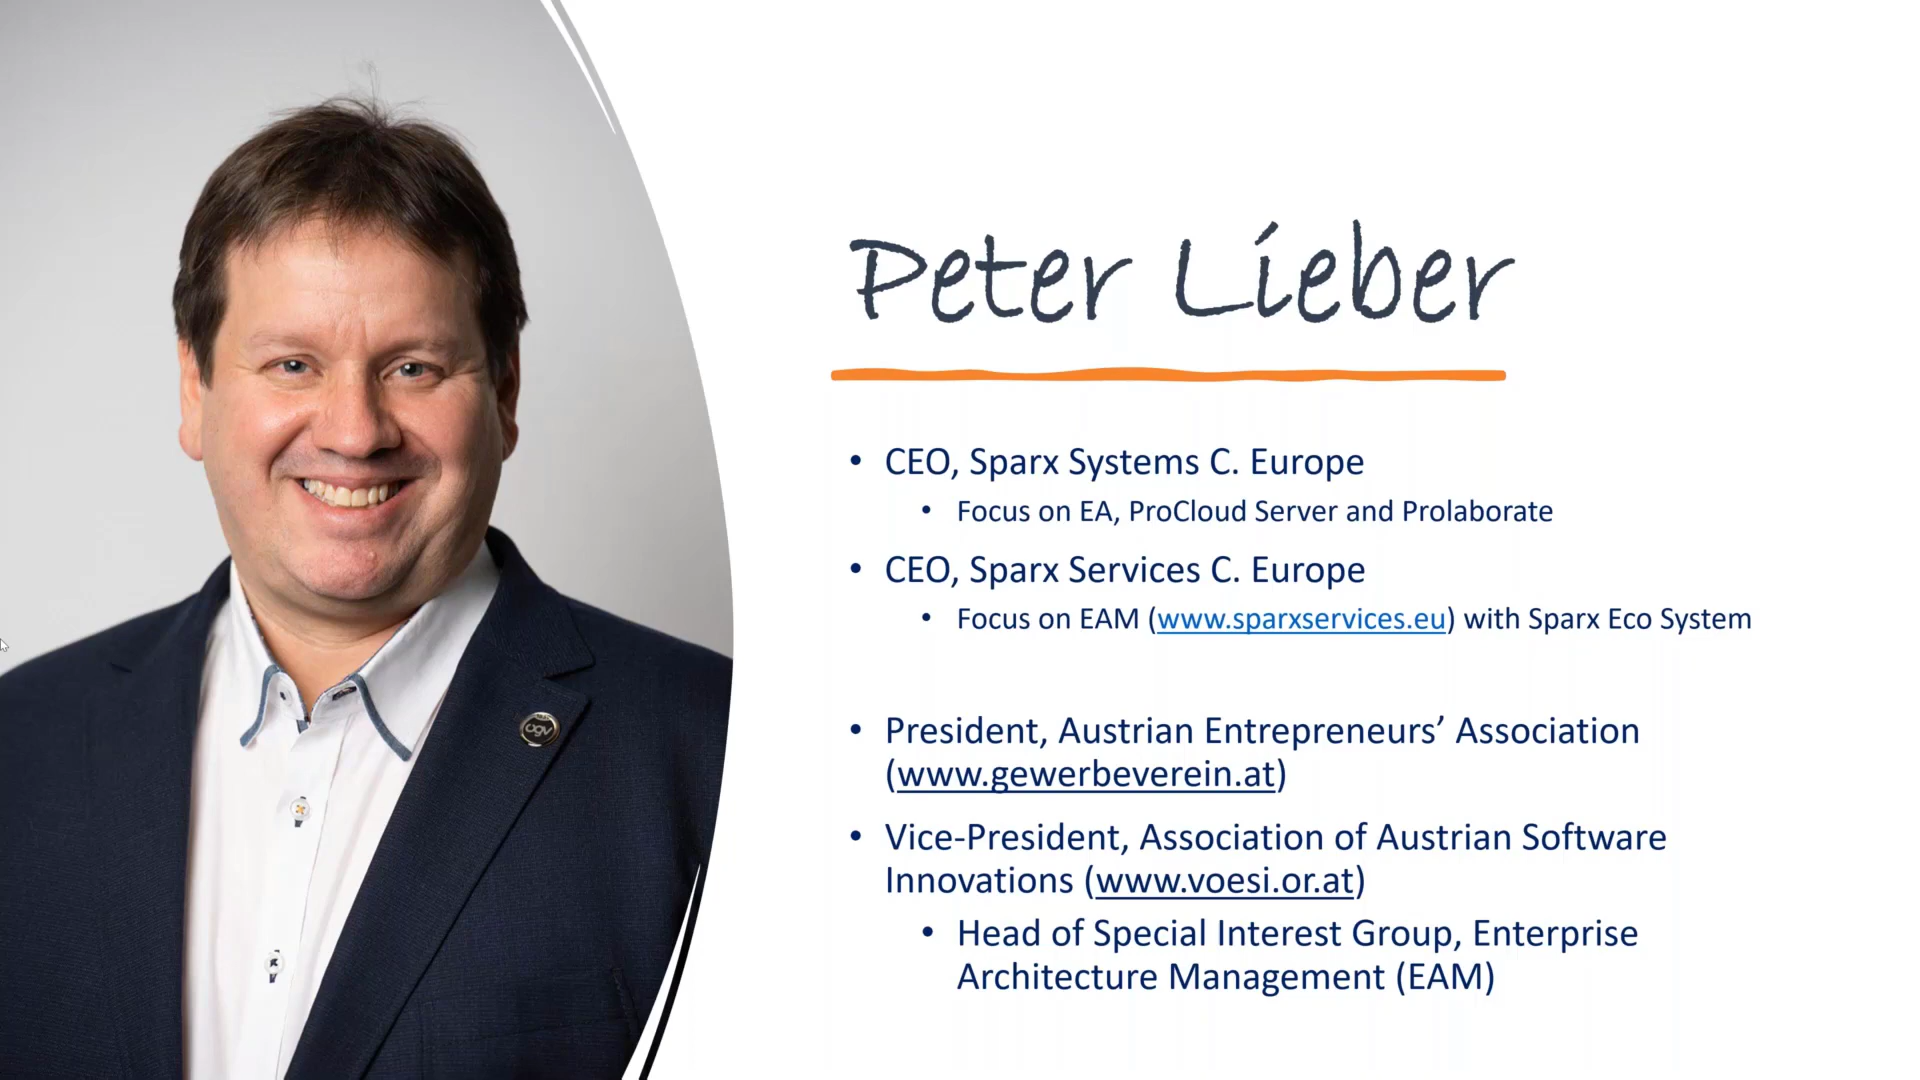 Peter Lieber
• CEO, Sparx Systems C. Europe
• Focus on EA, ProCloud Server and Prolaborate
• CEO, Sparx Services C. Europe
• Focus on EAM (www.sparxservices.eu) with Sparx Eco System
• President, Austrian Entrepreneurs’ Association
(www.gewerbeverein.at)
• Vice-President, Association of Austrian Software
Innovations (www.voesi.or.at)
• Head of Special Interest Group, Enterprise
Architecture Management (EAM)
ögv